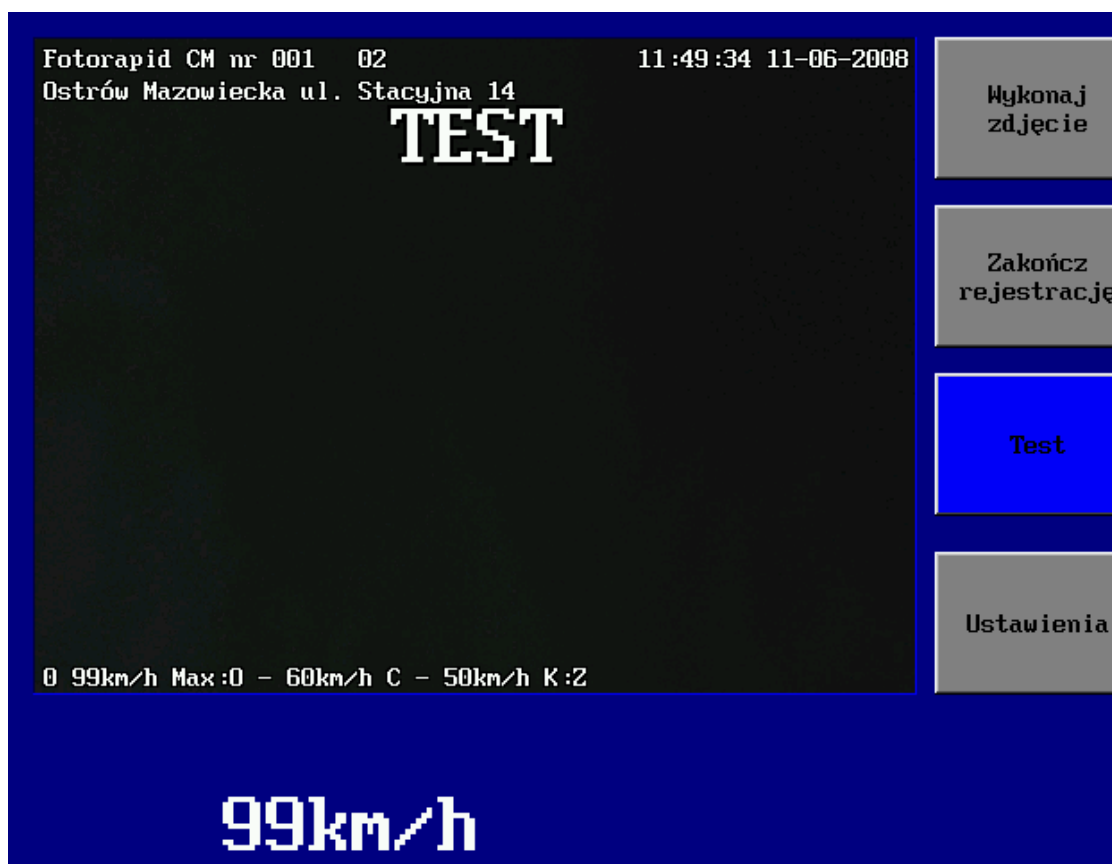 Fotorapid CM nr 001 02 11:49:34 11-06-2008
Ostrów Mazowiecka ul. Stacyjna 14
TEST
Wykonaj
zdjęcie
Zakończ
rejestrację
Test
Ustawienia
0 99km/h Max:O - 60km/h C - 50km/h K:Z
99km/h